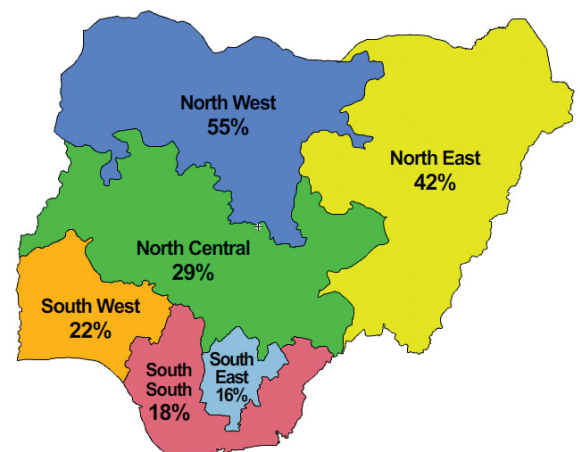 North West
55%
North East
42%
North Central
29%
South West
22%
South
South
18%
South
East
16%